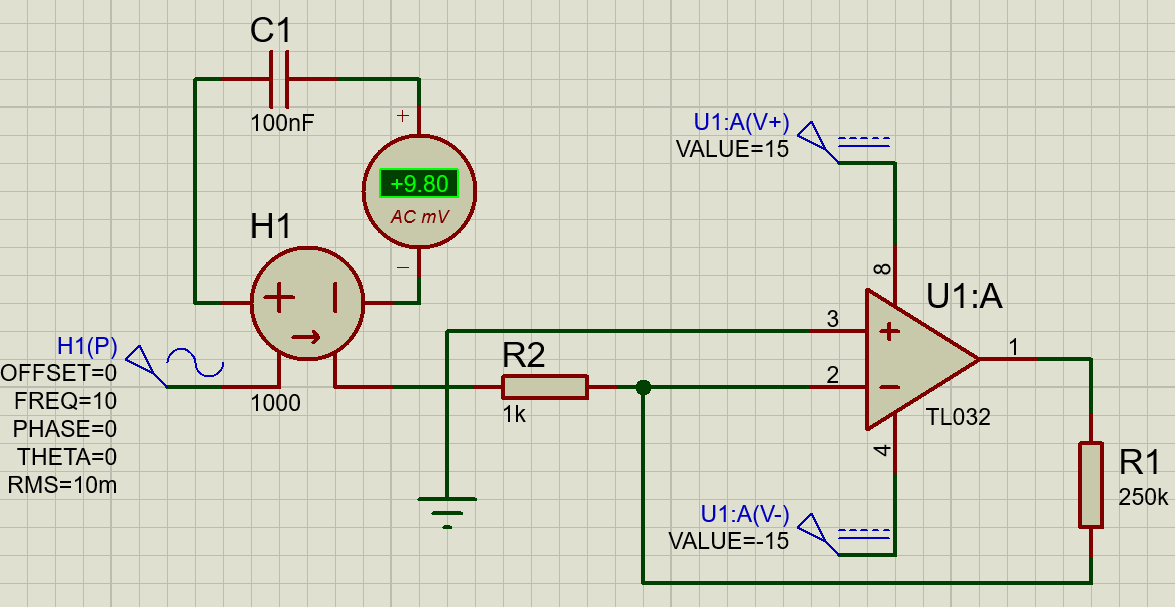 C1
100nF
+
+9.80
AC mV
−
H1
+
1000
H1(P)
OFFSET=0
FREQ=10
PHASE=0
THETA=0
RMS=10m
R2
1k
U1:A(V+)
VALUE=15
8
U1:A
3
+
2
−
1
TL032
4
U1:A(V-)
VALUE=-15
R1
250k